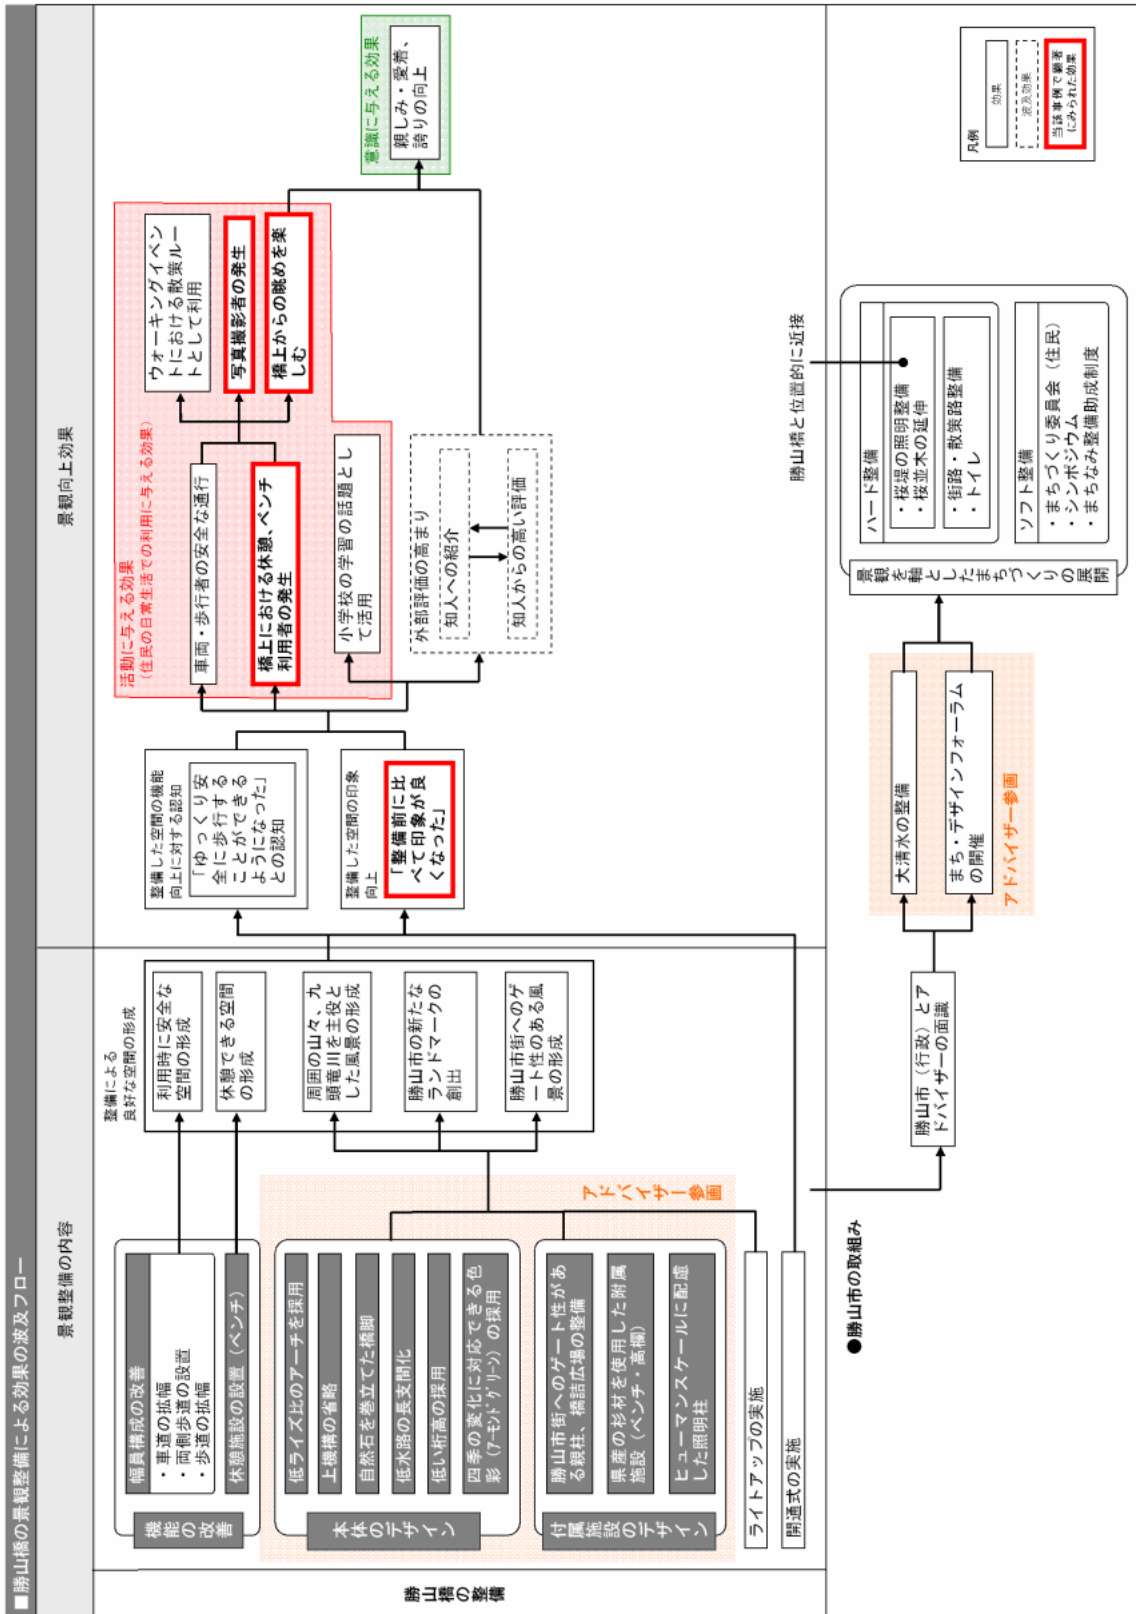 ■勝山橋の景観整備による効果の波及フロー
景観整備の内容
景観向上効果
勝山橋の整備
機能の改善
幅員構成の改善
・車道の拡幅
・両側歩道の設置
・歩道の拡幅
休憩施設の設置（ベンチ）
本体のデザイン
低ライズ比のアーチを採用
上横構の省略
自然石を巻立てた橋脚
低水路の長支間化
低い桁高の採用
四季の変化に対応できる色
彩（アーモンドグリーン）の採用
付属施設のデザイン
勝山市街へのゲート性があ
る親柱、橋詰広場の整備
県産の杉材を使用した附属
施設（ベンチ・高欄）
ヒューマンスケールに配慮
した照明柱
アドバイザー参画
ライトアップの実施
開通式の実施
整備による
良好な空間の形成
利用時に安全な
空間の形成
休憩できる空間
の形成
周囲の山々、九
頭竜川を主役と
した風景の形成
勝山市の新たな
ランドマークの
創出
勝山市街へのゲ
ート性のある風
景の形成
整備した空間の機能
向上に対する認知
「ゆっくり安
全に歩行する
ことができる
ようになった」
との認知
整備した空間の印象
向上
「整備前に比
べて印象が良
くなった」
活動に与える効果
（住民の日常生活での利用に与える効果）
車両・歩行者の安全な通行
橋上における休憩、ベンチ
利用者の発生
小学校の学習の話題とし
て活用
ウォーキングイベン
トにおける散策ルー
トとして利用
写真撮影者の発生
橋上からの眺めを楽
しむ
外部評価の高まり
知人への紹介
知人からの高い評価
意識に与える効果
親しみ・愛着、
誇りの向上
●勝山市の取組み
勝山市（行政）とア
ドバイザーの面識
大清水の整備
まち・デザインフォーラム
の開催
アドバイザー参画
景観を軸としたまちづくりの展開
ハード整備
・桜堤の照明整備
・桜並木の延伸
・街路・散策路整備
・トイレ
ソフト整備
・まちづくり委員会（住民）
・シンポジウム
・まちなみ整備助成制度
勝山橋と位置的に近接
凡例
効果
波及効果
当該事例で顕著
にみられた効果